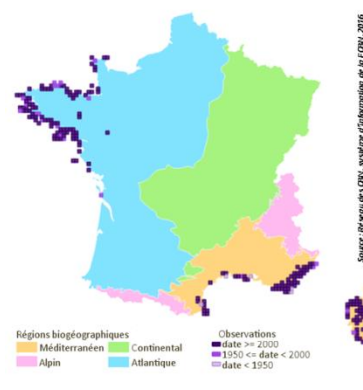 Source : Réseau des CBN, système d'information de la FCBN, 2016
Régions biogéographiques
Méditerranéen
Continental
Alpin
Atlantique
Observations
date >= 2000
1950 <= date < 2000
date < 1950